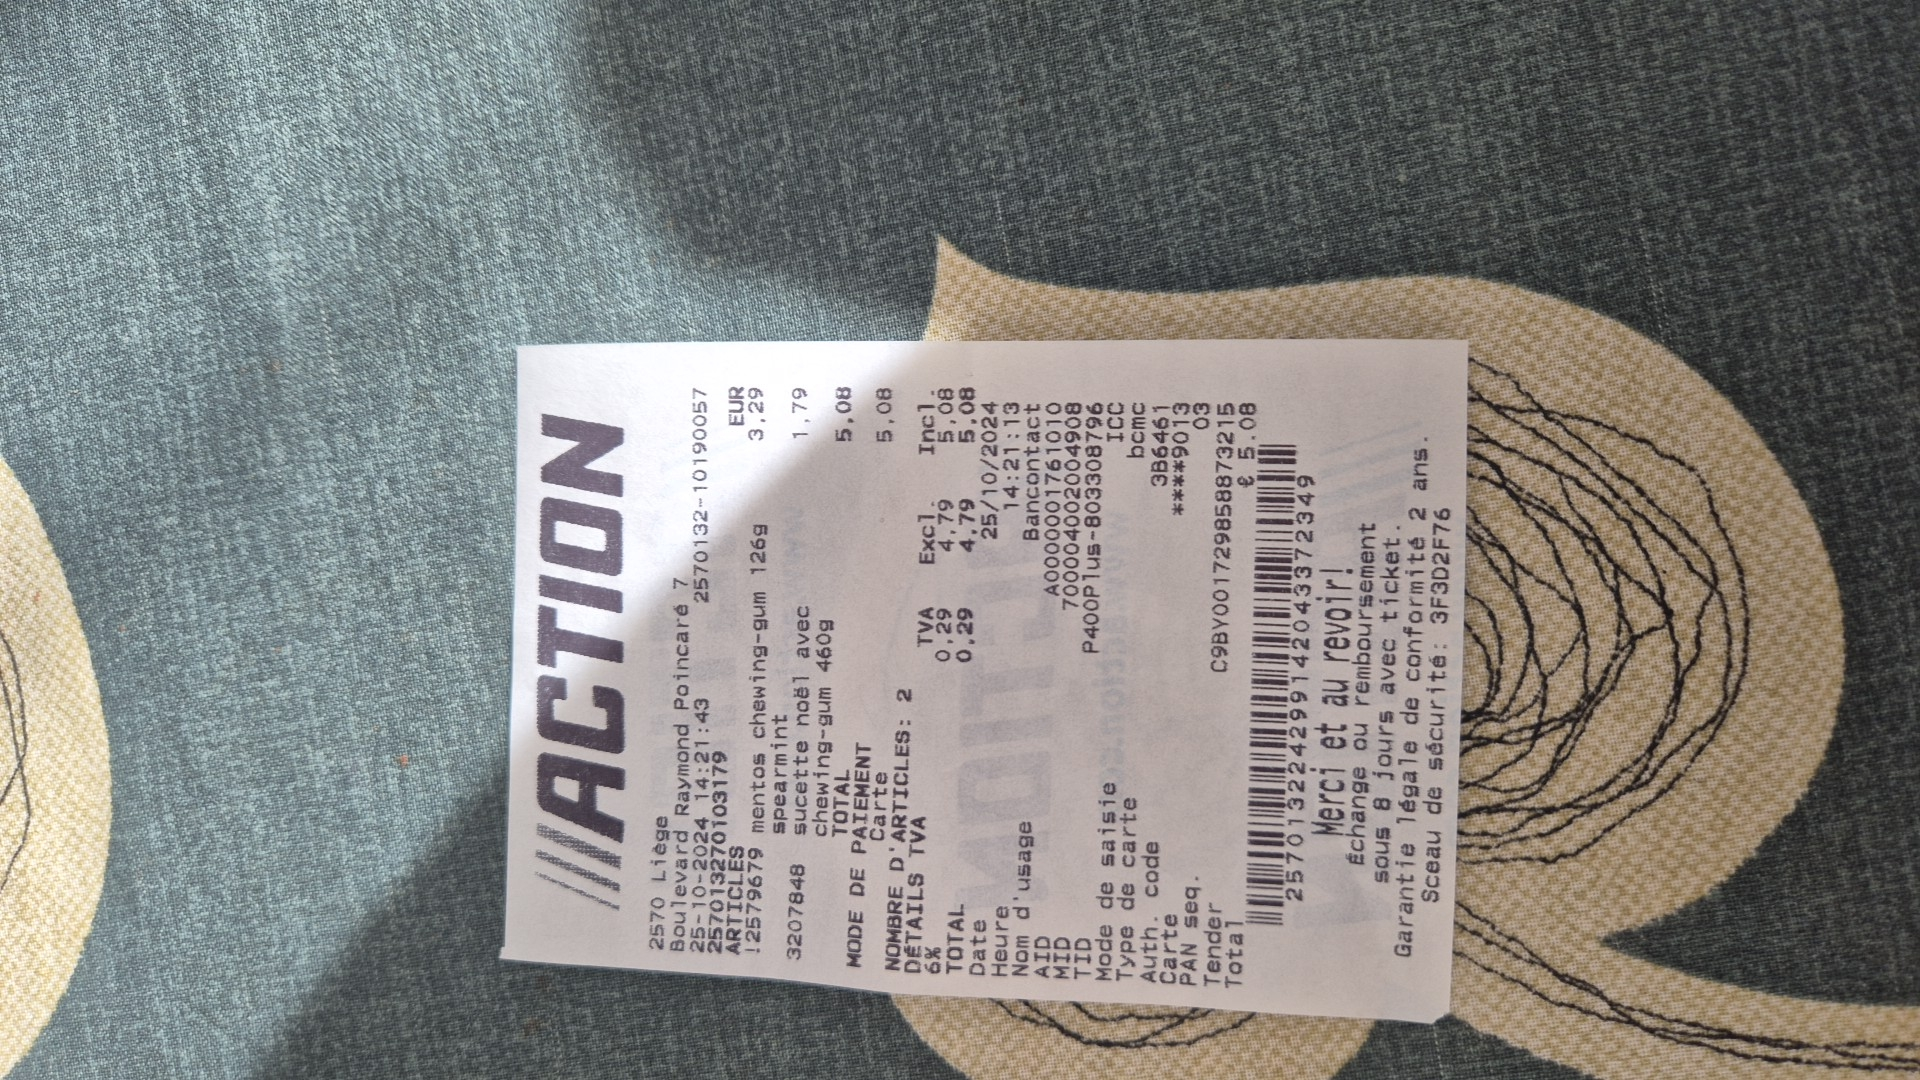 ACTION
2570 Liège
Boulevard Raymond Poincaré 7
25-10-2024 14:21:43 2570132-10190057
2570132701031​79
ARTICLES EUR
!2579679 mentos chewing-gum 126g 3,29
spearmint
3207848 sucette noël avec 1,79
chewing-gum 460g
TOTAL 5,08
MODE DE PAIEMENT
Carte 5,08
NOMBRE D'ARTICLES: 2
DÉTAILS TVA TVA Excl. Incl.
6% 0,29 4,79 5,08
TOTAL 0,29 4,79 5,08
Date 25/10/2024
Heure 14:21:13
Nom d'usage Bancontact
AID A0000001761010
MID 700004002004908
TID P400Plus-803308796
Mode de saisie ICC
Type de carte bcmc
Auth. code 3B6461
Carte ****9013
PAN seq. 03
Tender C9BY001729858873215
Total € 5.08
2570132242991420433723​49
Merci et au revoir!
Échange ou remboursement
sous 8 jours avec ticket.
Garantie légale de conformité 2 ans.
Sceau de sécurité: 3F3D2F76